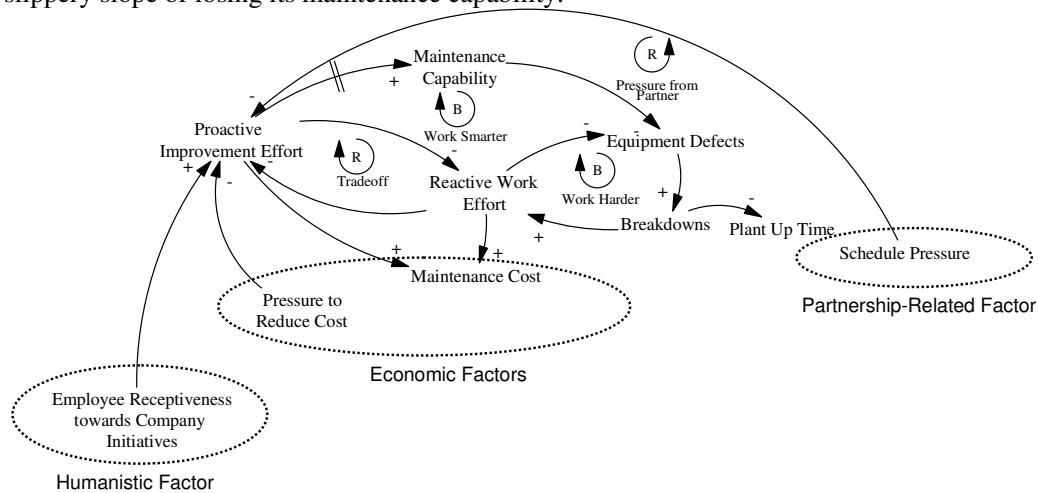 slippery slope of losing its maintenance capability.
Maintenance
Capability
+
R
Pressure from
Partner
-
B
Work Smarter
Proactive
Improvement Effort
-
-
Equipment Defects
-
R
Tradeoff
-
B
Work Harder
+
-
Reactive Work
Effort
+
-
Breakdowns
Plant Up Time
+
+
+
Schedule Pressure
Maintenance Cost
Pressure to
Reduce Cost
Partnership-Related Factor
Economic Factors
Employee Receptiveness
towards Company
Initiatives
Humanistic Factor